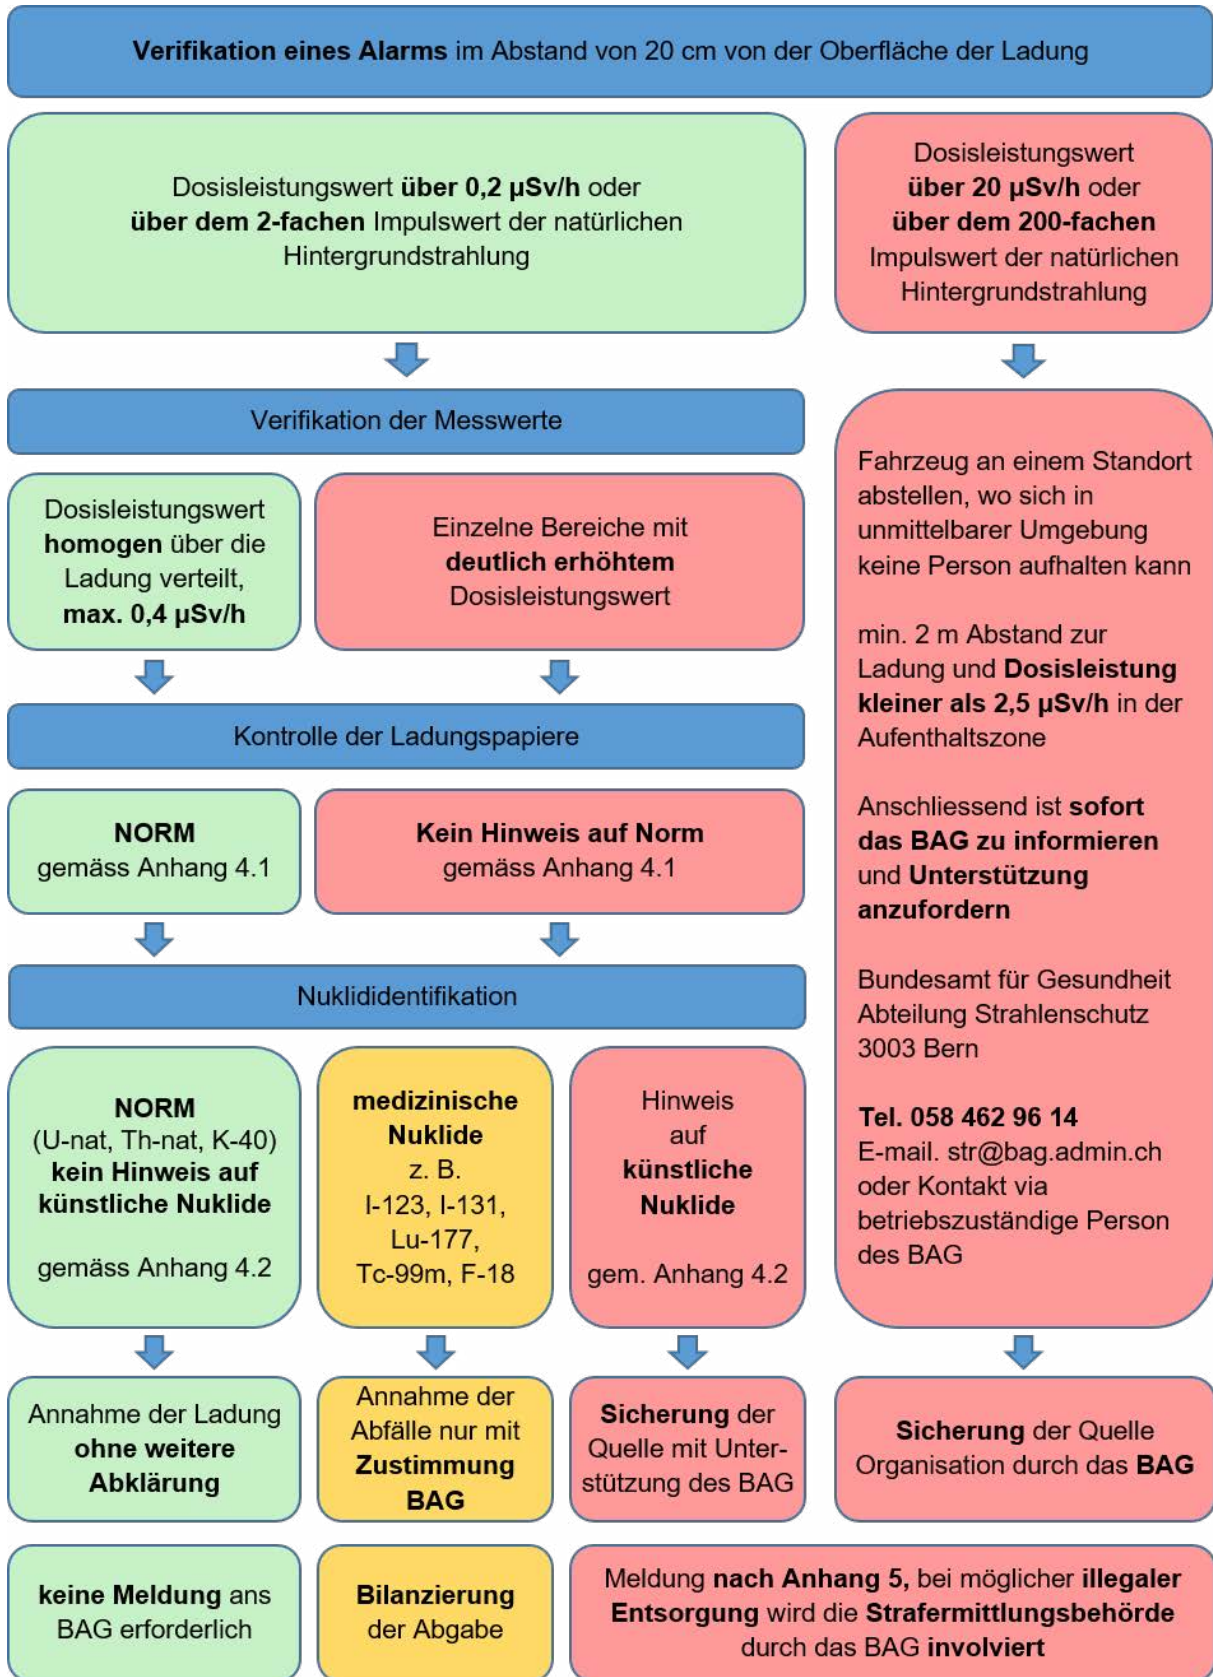 Verifikation eines Alarms im Abstand von 20 cm von der Oberfläche der Ladung
Dosisleistungswert über 0,2 µSv/h oder
über dem 2-fachen Impulswert der natürlichen
Hintergrundstrahlung
Dosisleistungswert
über 20 µSv/h oder
über dem 200-fachen
Impulswert der natürlichen
Hintergrundstrahlung
Verifikation der Messwerte
Dosisleistungswert
homogen über die
Ladung verteilt,
max. 0,4 µSv/h
Einzelne Bereiche mit
deutlich erhöhtem
Dosisleistungswert
Kontrolle der Ladungspapiere
NORM
gemäss Anhang 4.1
Kein Hinweis auf Norm
gemäss Anhang 4.1
Nuklididentifikation
NORM
(U-nat, Th-nat, K-40)
kein Hinweis auf
künstliche Nuklide
gemäss Anhang 4.2
medizinische
Nuklide
z. B.
I-123, I-131,
Lu-177,
Tc-99m, F-18
Hinweis
auf
künstliche
Nuklide
gem. Anhang 4.2
Fahrzeug an einem Standort
abstellen, wo sich in
unmittelbarer Umgebung
keine Person aufhalten kann
min. 2 m Abstand zur
Ladung und Dosisleistung
kleiner als 2,5 µSv/h in der
Aufenthaltszone
Anschliessend ist sofort
das BAG zu informieren
und Unterstützung
anzufordern
Bundesamt für Gesundheit
Abteilung Strahlenschutz
3003 Bern
Tel. 058 462 96 14
E-mail. str@bag.admin.ch
oder Kontakt via
betriebszuständige Person
des BAG
Annahme der Ladung
ohne weitere
Abklärung
Annahme der
Abfälle nur mit
Zustimmung
BAG
Sicherung der
Quelle mit Unter-
stützung des BAG
Sicherung der Quelle
Organisation durch das BAG
keine Meldung ans
BAG erforderlich
Bilanzierung
der Abgabe
Meldung nach Anhang 5, bei möglicher illegaler
Entsorgung wird die Strafermittlungsbehörde
durch das BAG involviert